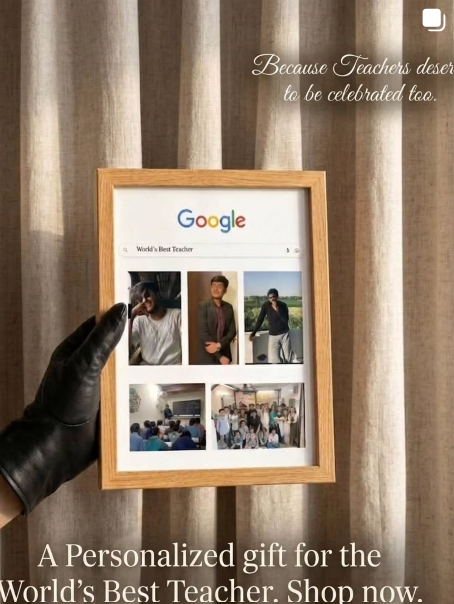 Because Teachers deser
to be celebrated too.
Google
World's Best Teacher
A Personalized gift for the
World's Best Teacher. Shop now.